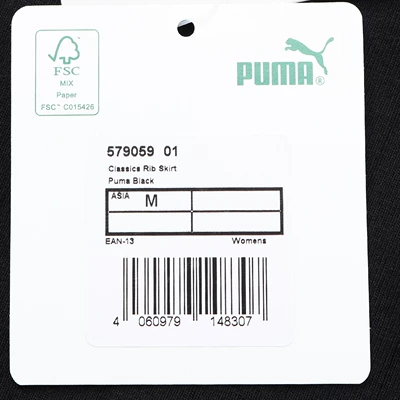 FSC
MIX
Paper
FSC™ C015426
PUMA®
579059 01
Classics Rib Skirt
Puma Black
ASIA M
EAN-13 Womens
4 060979 148307